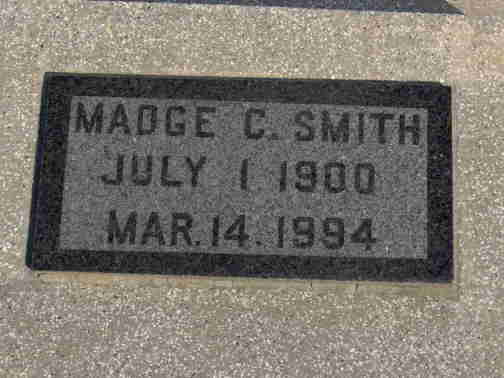 MADGE C. SMITH
JULY 1 1900
MAR. 14. 1994